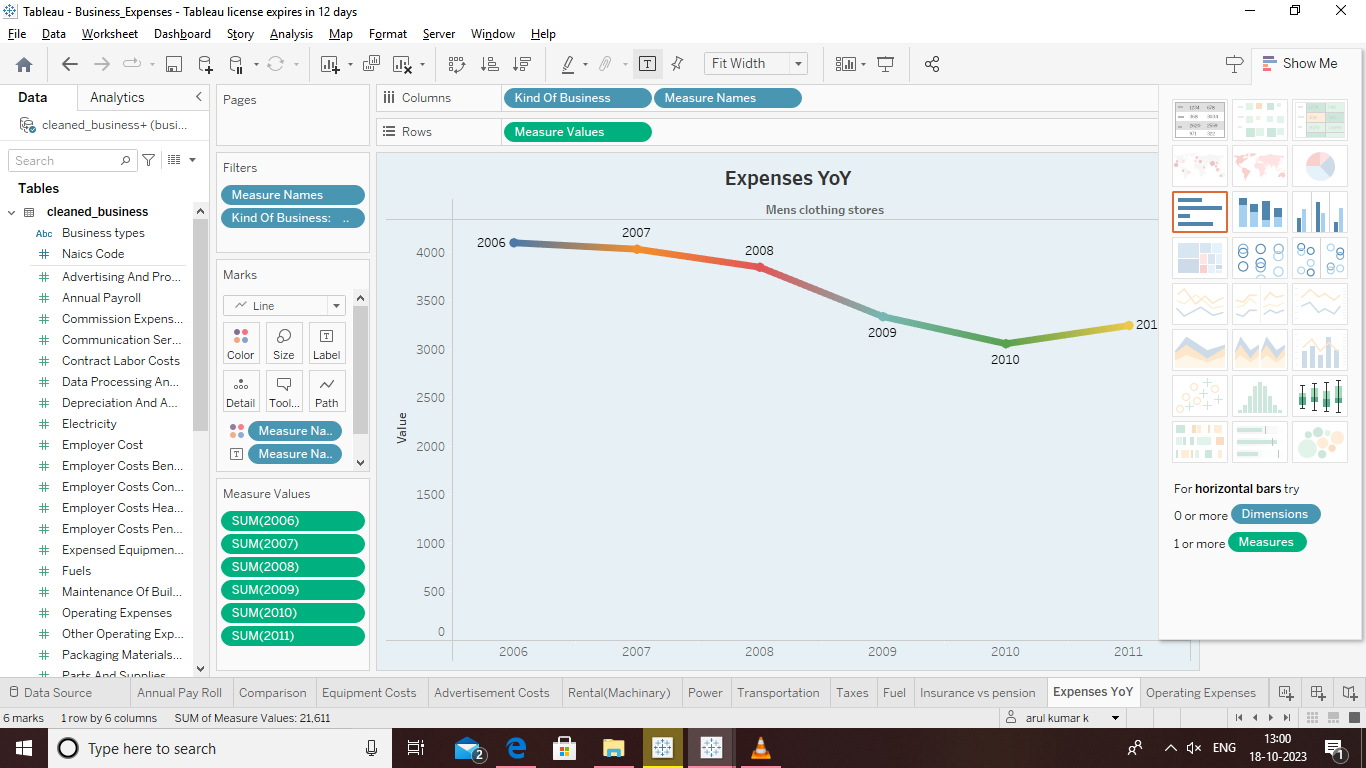 Tableau - Business_Expenses - Tableau license expires in 12 days
File Data Worksheet Dashboard Story Analysis Map Format Server Window Help
Fit Width
Show Me
Data Analytics
cleaned_business+ (busi...
Search
Tables
cleaned_business
Abc Business types
Naics Code
Advertising And Pro...
Annual Payroll
Commission Expens...
Communication Ser...
Contract Labor Costs
Data Processing An...
Depreciation And A...
Electricity
Employer Cost
Employer Costs Ben...
Employer Costs Con...
Employer Costs Hea...
Employer Costs Pen...
Expensed Equipmen...
Fuels
Maintenance Of Buil...
Operating Expenses
Other Operating Exp...
Packaging Materials...
Parts And Supplies
Pages
Filters
Measure Names
Kind Of Business: ..
Marks
Line
Color Size Label
Detail Tool... Path
Measure Na..
Measure Na..
Measure Values
SUM(2006)
SUM(2007)
SUM(2008)
SUM(2009)
SUM(2010)
SUM(2011)
Columns Kind Of Business Measure Names
Rows Measure Values
Expenses YoY
Mens clothing stores
4000
3500
3000
2500
2000
1500
1000
500
0
Value
2006
2007
2008
2009
2010
201
2006 2007 2008 2009 2010 2011
For horizontal bars try
0 or more Dimensions
1 or more Measures
Data Source Annual Pay Roll Comparison Equipment Costs Advertisement Costs Rental(Machinary) Power Transportation Taxes Fuel Insurance vs pension Expenses YoY Operating Expenses
6 marks 1 row by 6 columns SUM of Measure Values: 21,611
arul kumar k
Type here to search
2
ENG
13:00
18-10-2023
1